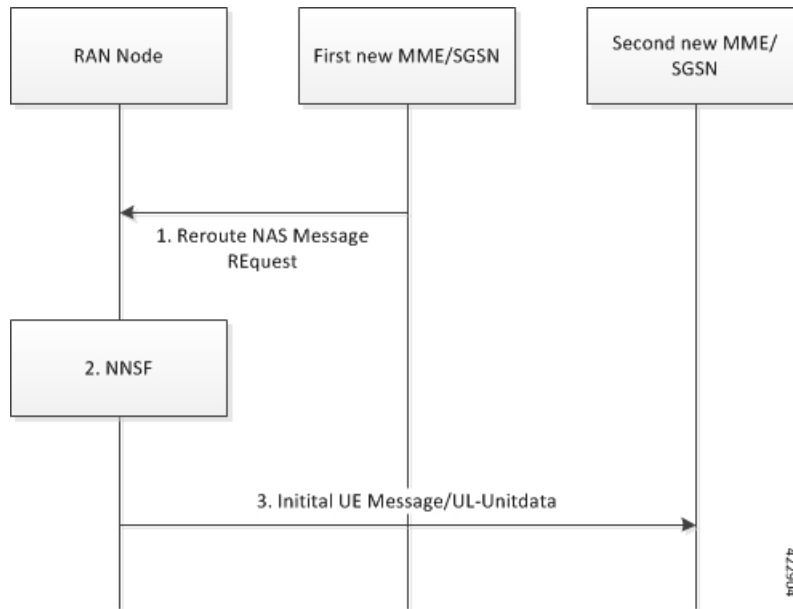 RAN Node
First new MME/SGSN
Second new MME/
SGSN
1. Reroute NAS Message
REquest
2. NNSF
3. Initital UE Message/UL-Unitdata
422904